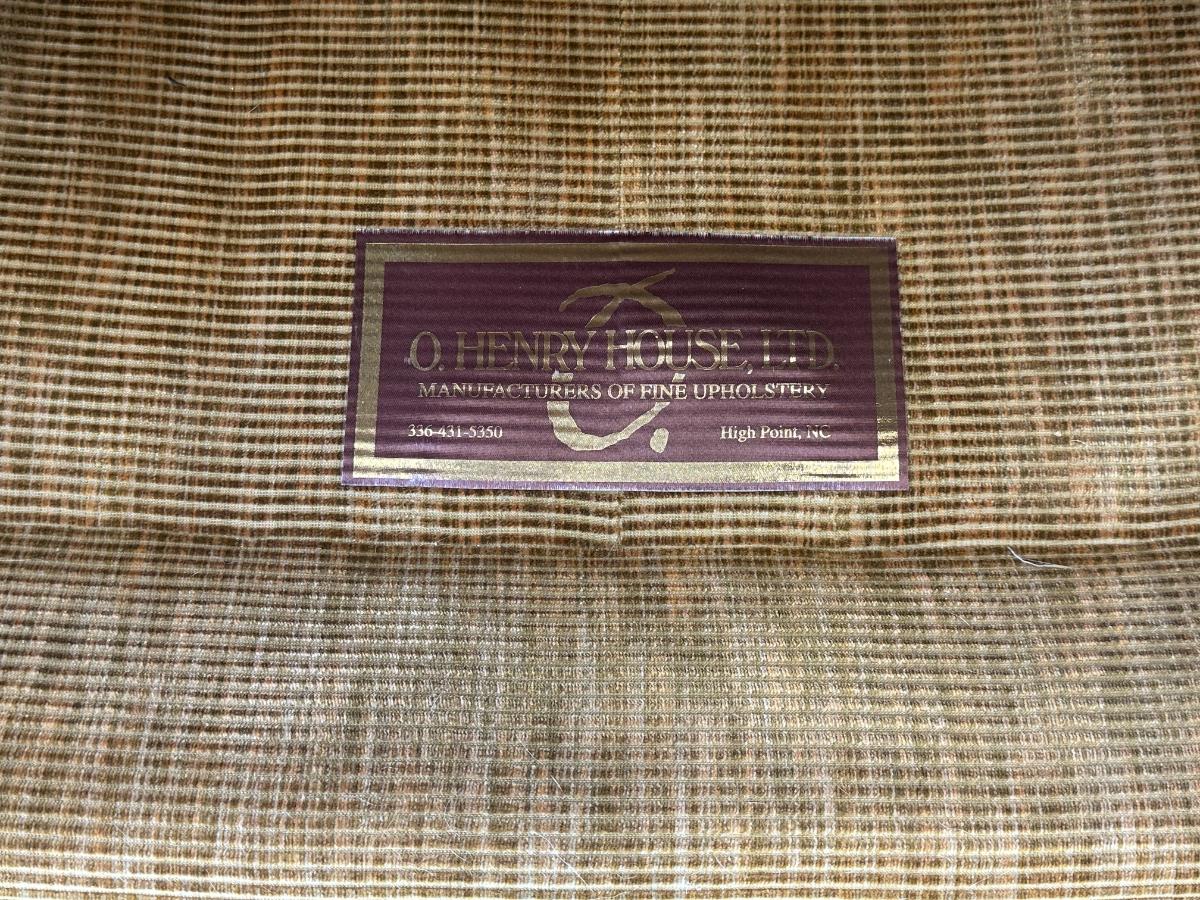 O. HENRY HOUSE, LTD.
MANUFACTURERS OF FINE UPHOLSTERY
336-431-5350 High Point, NC